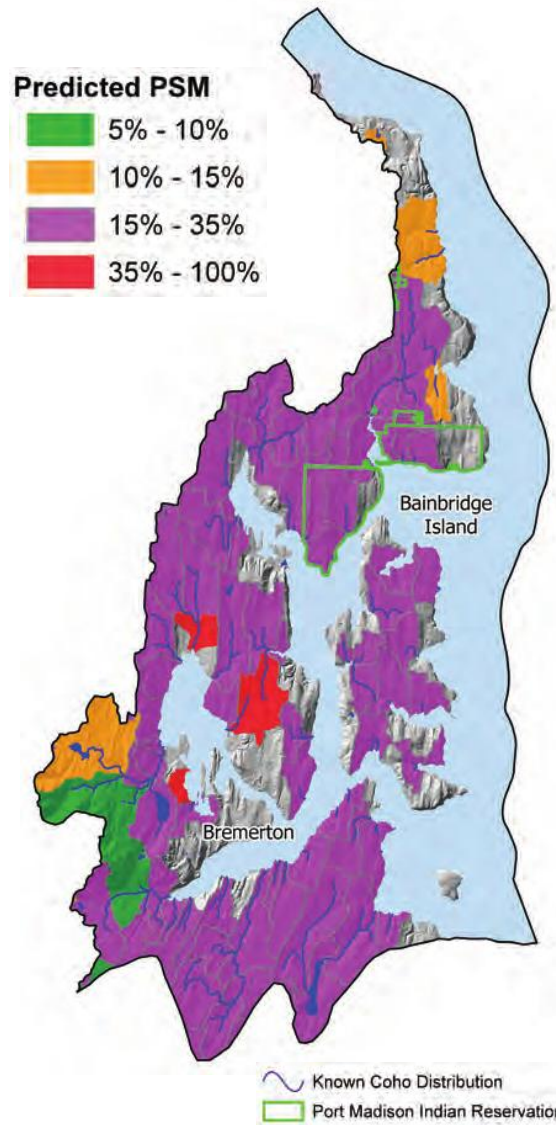 Predicted PSM
5% - 10%
10% - 15%
15% - 35%
35% - 100%
Bainbridge
Island
Bremerton
Known Coho Distribution
Port Madison Indian Reservation